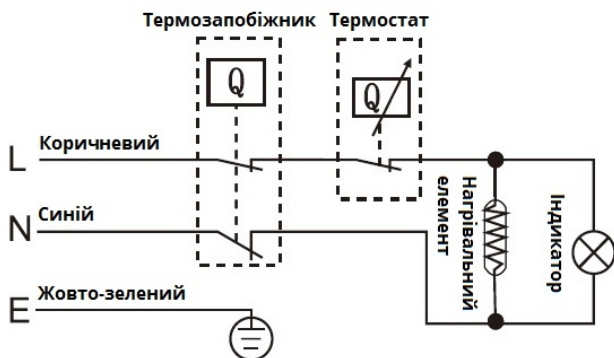 Термозапобіжник Термостат
Q
Q
L Коричневий
N Синій
E Жовто-зелений
Нагрівальний
елемент
Індикатор